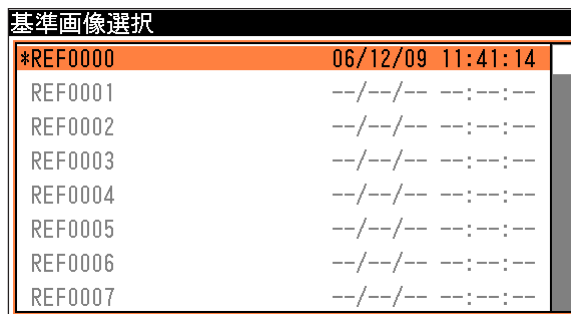 基準画像選択
*REF0000 06/12/09 11:41:14
REF0001 --/--/-- --:--:--
REF0002 --/--/-- --:--:--
REF0003 --/--/-- --:--:--
REF0004 --/--/-- --:--:--
REF0005 --/--/-- --:--:--
REF0006 --/--/-- --:--:--
REF0007 --/--/-- --:--:--